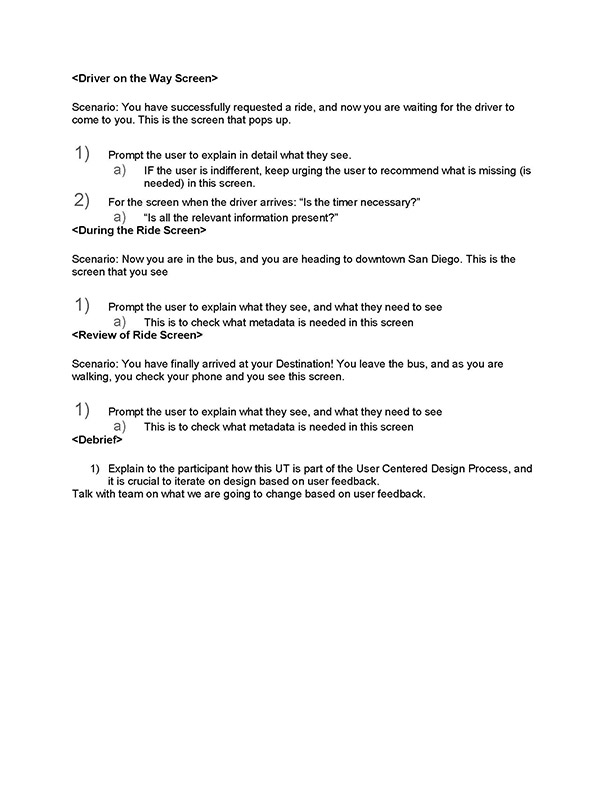 <Driver on the Way Screen>
Scenario: You have successfully requested a ride, and now you are waiting for the driver to
come to you. This is the screen that pops up.
1) Prompt the user to explain in detail what they see.
a) IF the user is indifferent, keep urging the user to recommend what is missing (is
needed) in this screen.
2) For the screen when the driver arrives: “Is the timer necessary?”
a) “Is all the relevant information present?”
<During the Ride Screen>
Scenario: Now you are in the bus, and you are heading to downtown San Diego. This is the
screen that you see
1) Prompt the user to explain what they see, and what they need to see
a) This is to check what metadata is needed in this screen
<Review of Ride Screen>
Scenario: You have finally arrived at your Destination! You leave the bus, and as you are
walking, you check your phone and you see this screen.
1) Prompt the user to explain what they see, and what they need to see
a) This is to check what metadata is needed in this screen
<Debrief>
1) Explain to the participant how this UT is part of the User Centered Design Process, and
it is crucial to iterate on design based on user feedback.
Talk with team on what we are going to change based on user feedback.